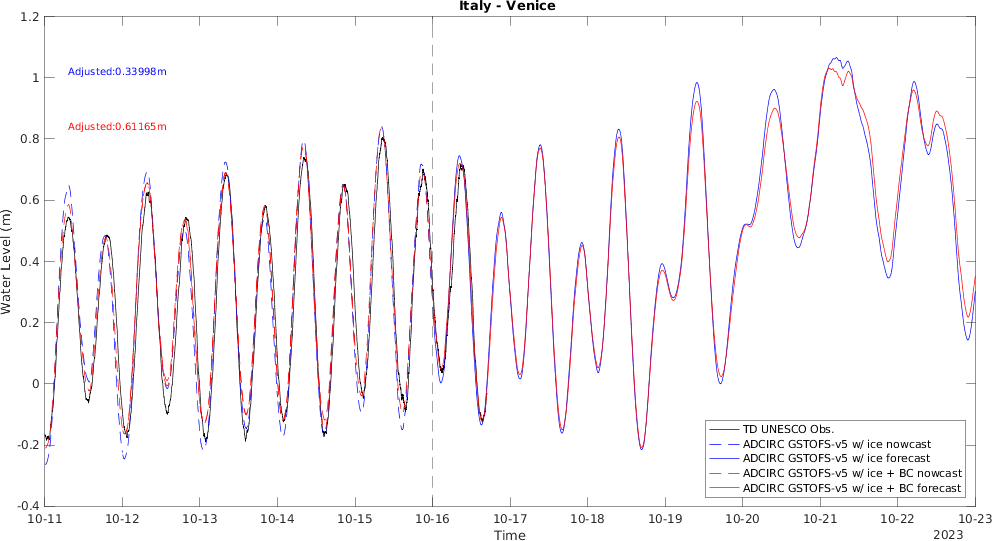 Italy - Venice
1.2
1
0.8
0.6
0.4
0.2
0
-0.2
-0.4
Water Level (m)
Adjusted:0.33998m
Adjusted:0.61165m
TD UNESCO Obs.
ADCIRC GSTOFS-v5 w/ ice nowcast
ADCIRC GSTOFS-v5 w/ ice forecast
ADCIRC GSTOFS-v5 w/ ice + BC nowcast
ADCIRC GSTOFS-v5 w/ ice + BC forecast
10-11 10-12 10-13 10-14 10-15 10-16 10-17 10-18 10-19 10-20 10-21 10-22 10-23
Time
2023